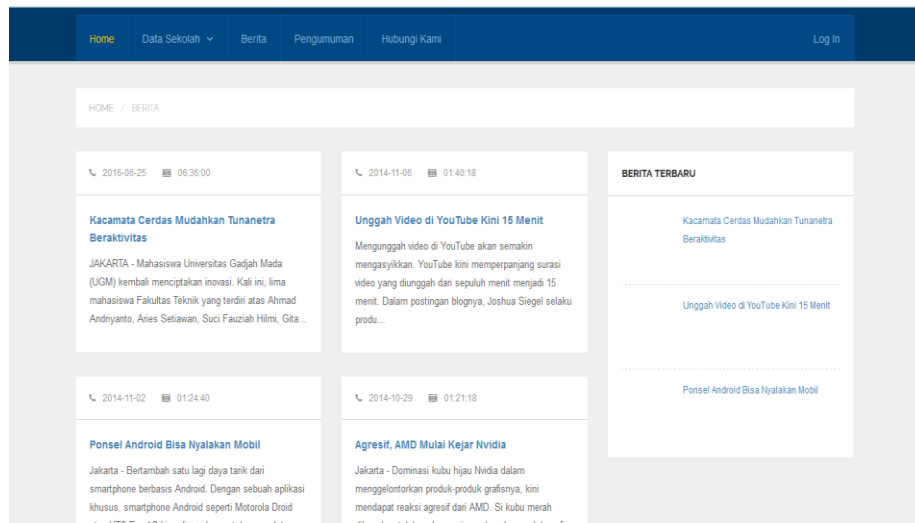 Home Data Sekolah Berita Pengumuman Hubungi Kami Log In
HOME / BERITA
2016-06-25 06:36:00
Kacamata Cerdas Mudahkan Tunanetra
Beraktivitas
JAKARTA - Mahasiswa Universitas Gadjah Mada
(UGM) kembali menciptakan inovasi. Kali ini, lima
mahasiswa Fakultas Teknik yang terdiri atas Ahmad
Andriyanto, Aries Setiawan, Suci Fauziah Hilmi, Gita...
2014-11-06 01:40:18
Unggah Video di YouTube Kini 15 Menit
Mengunggah video di YouTube akan semakin
mengasyikkan. YouTube kini memperpanjang surasi
video yang diunggah dari sepuluh menit menjadi 15
menit. Dalam postingan blognya, Joshua Siegel selaku
produ...
BERITA TERBARU
Kacamata Cerdas Mudahkan Tunanetra
Beraktivitas
Unggah Video di YouTube Kini 15 Menit
Ponsel Android Bisa Nyalakan Mobil
2014-11-02 01:24:40
Ponsel Android Bisa Nyalakan Mobil
Jakarta - Bertambah satu lagi daya tarik dari
smartphone berbasis Android. Dengan sebuah aplikasi
khusus, smartphone Android seperti Motorola Droid
2014-10-29 01:21:18
Agresif, AMD Mulai Kejar Nvidia
Jakarta - Dominasi kubu hijau Nvidia dalam
menggelontorkan produk-produk grafisnya, kini
mendapat reaksi agresif dari AMD. Si kubu merah